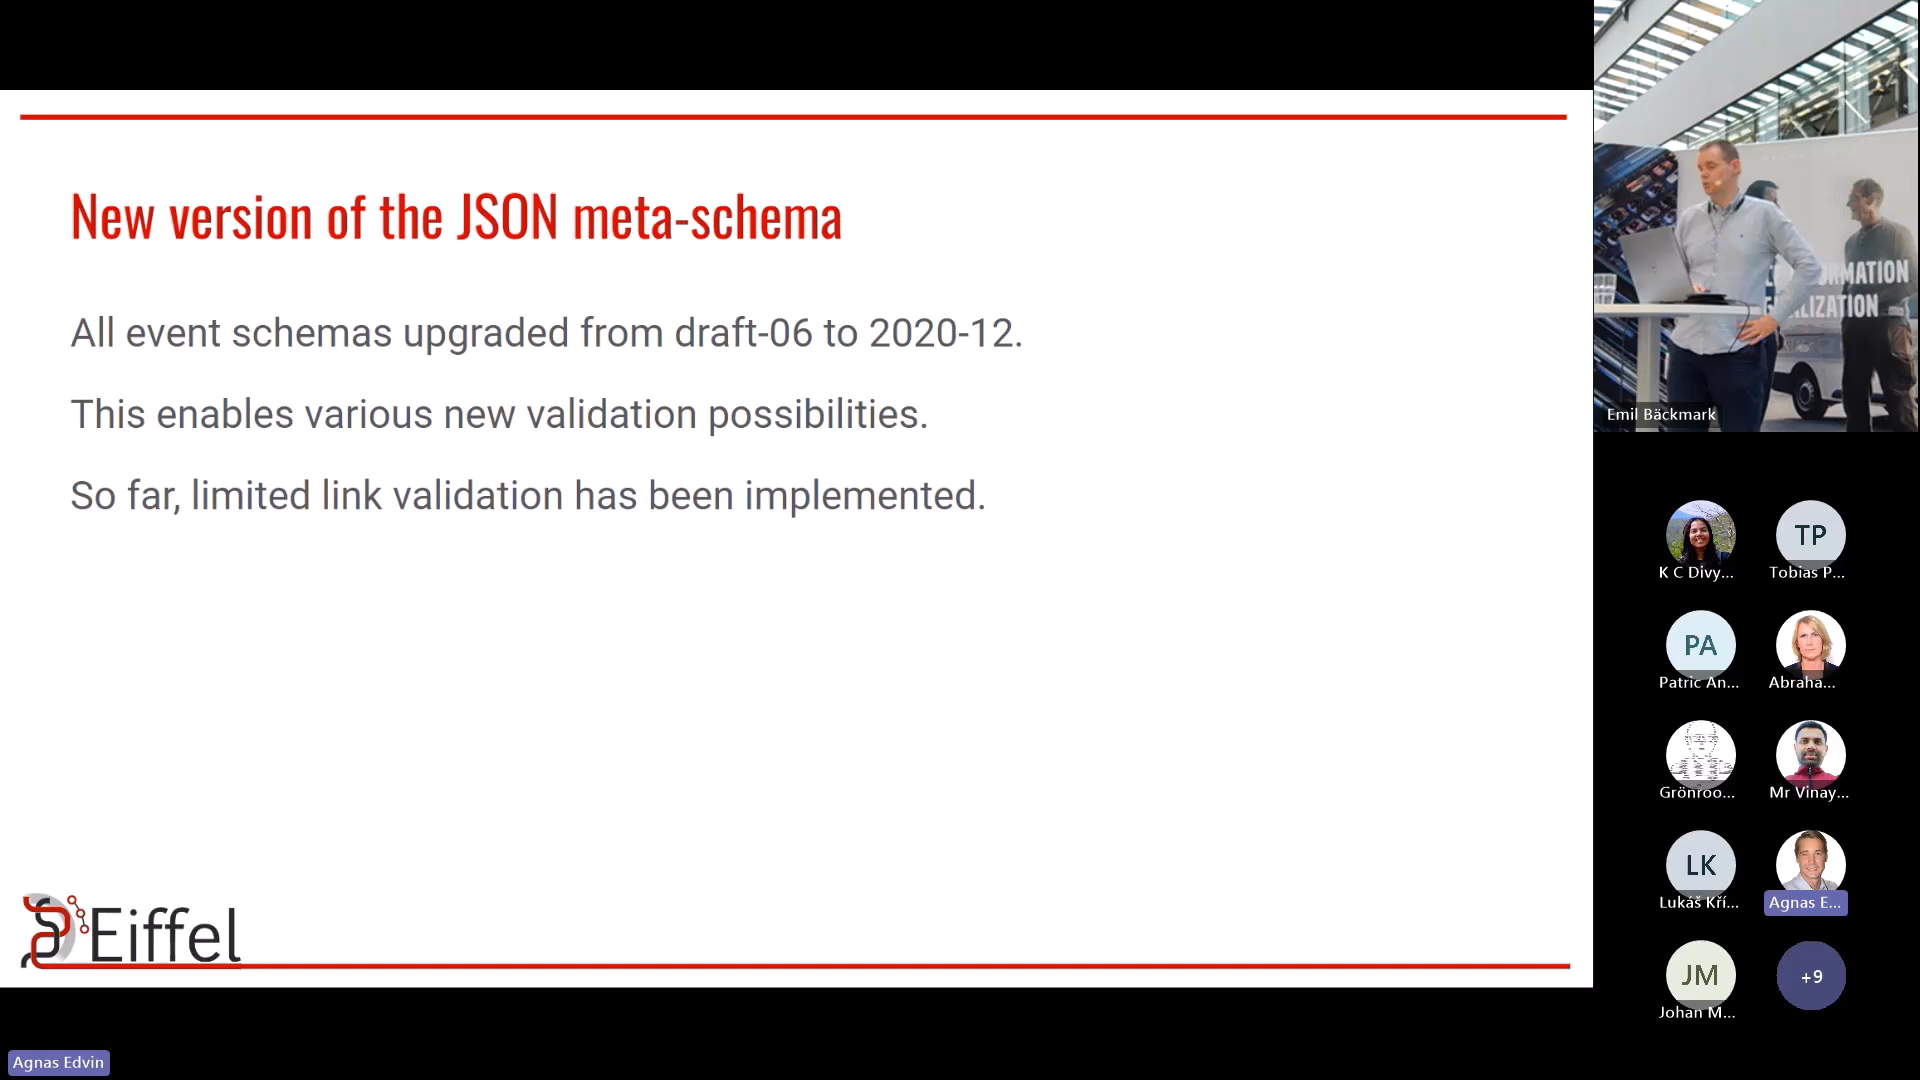 New version of the JSON meta-schema
All event schemas upgraded from draft-06 to 2020-12.
This enables various new validation possibilities.
So far, limited link validation has been implemented.
Eiffel
Agnas Edvin
RMATION
LIZATION
Emil Bäckmark
K C Divy...
TP
Tobias P...
PA
Patric An...
Abraha...
Grönroo...
Mr Vinay...
LK
Lukáš Kří...
Agnas E...
JM
Johan M...
+9